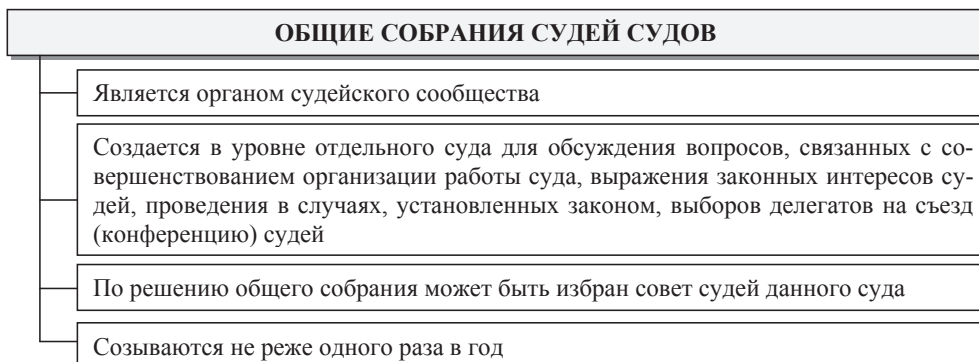 ОБЩИЕ СОБРАНИЯ СУДЕЙ СУДОВ
Является органом судейского сообщества
Создается в уровне отдельного суда для обсуждения вопросов, связанных с со-
вершенствованием организации работы суда, выражения законных интересов су-
дей, проведения в случаях, установленных законом, выборов делегатов на съезд
(конференцию) судей
По решению общего собрания может быть избран совет судей данного суда
Созываются не реже одного раза в год